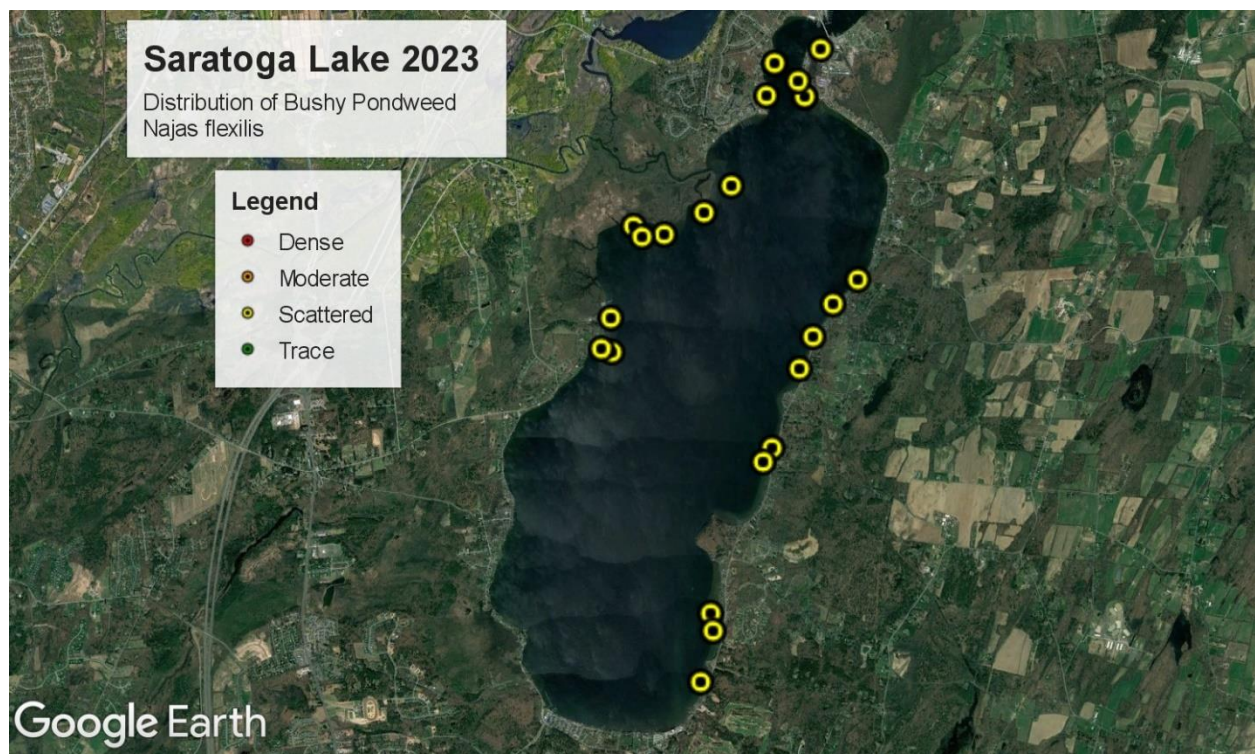 Saratoga Lake 2023
Distribution of Bushy Pondweed
Najas flexilis
Legend
Dense
Moderate
Scattered
Trace
Google Earth